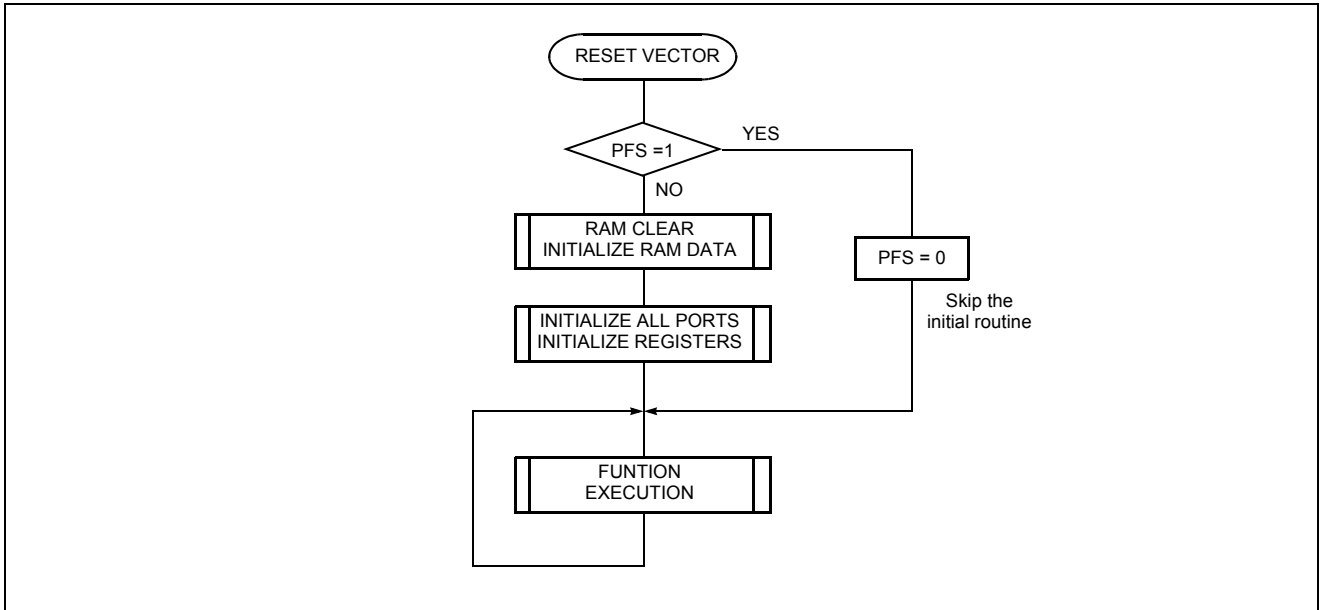 RESET VECTOR
YES
PFS =1
NO
RAM CLEAR
INITIALIZE RAM DATA
PFS = 0
Skip the
initial routine
INITIALIZE ALL PORTS
INITIALIZE REGISTERS
FUNTION
EXECUTION